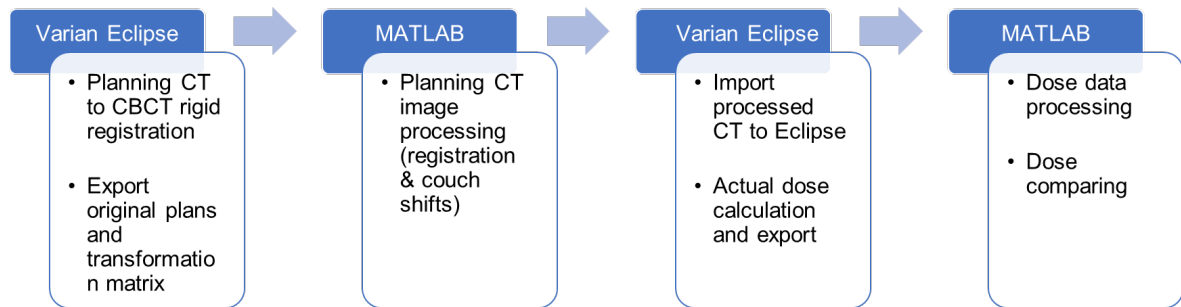 Varian Eclipse
• Planning CT
to CBCT rigid
registration
• Export
original plans
and
transformatio
n matrix
MATLAB
• Planning CT
image
processing
(registration
& couch
shifts)
Varian Eclipse
• Import
processed
CT to Eclipse
• Actual dose
calculation
and export
MATLAB
• Dose data
processing
• Dose
comparing